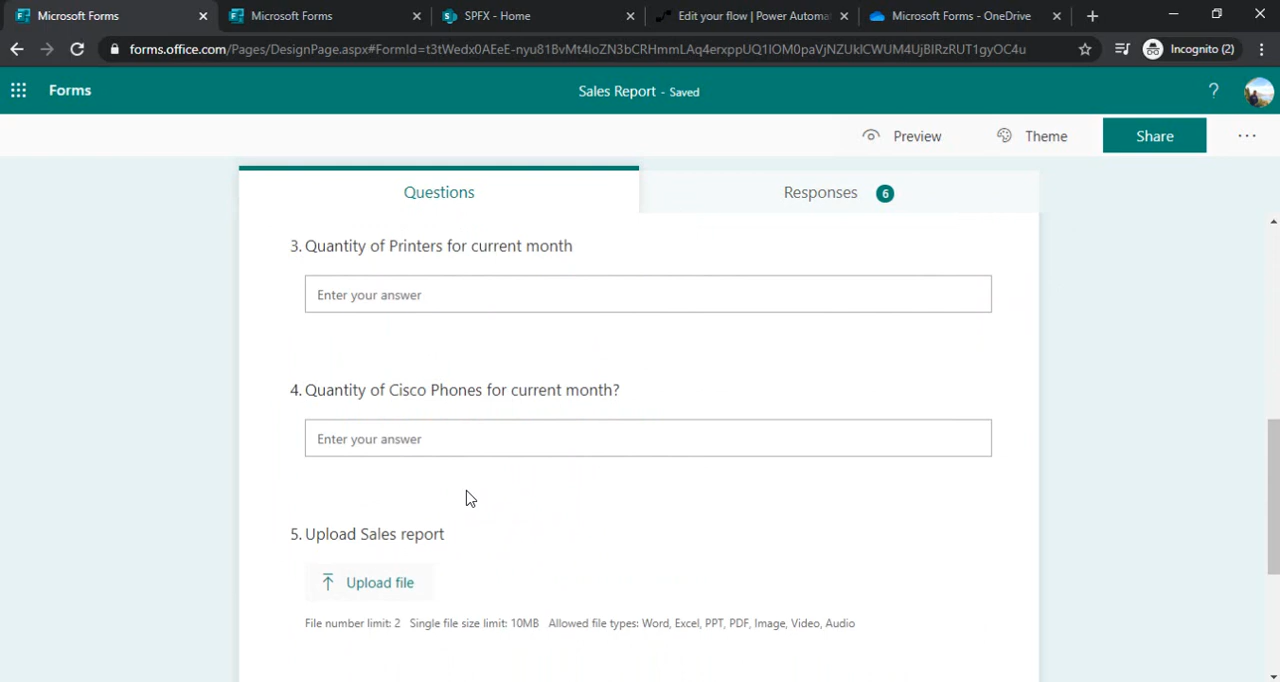 Microsoft Forms
Microsoft Forms
SPFX - Home
Edit your flow | Power Automa
Microsoft Forms - OneDrive
forms.office.com/Pages/DesignPage.aspx#FormId=t3tWedx0AEeE-nyu81BvMt4loZN3bCRHmmLAq4erxppUQ1lOM0paVjNZUklCWUM4UjBIRzRUT1gyOC4u
Incognito (2)
Forms
Sales Report - Saved
?
Preview
Theme
Share
...
Questions
Responses 6
3. Quantity of Printers for current month
Enter your answer
4. Quantity of Cisco Phones for current month?
Enter your answer
5. Upload Sales report
Upload file
File number limit: 2 Single file size limit: 10MB Allowed file types: Word, Excel, PPT, PDF, Image, Video, Audio